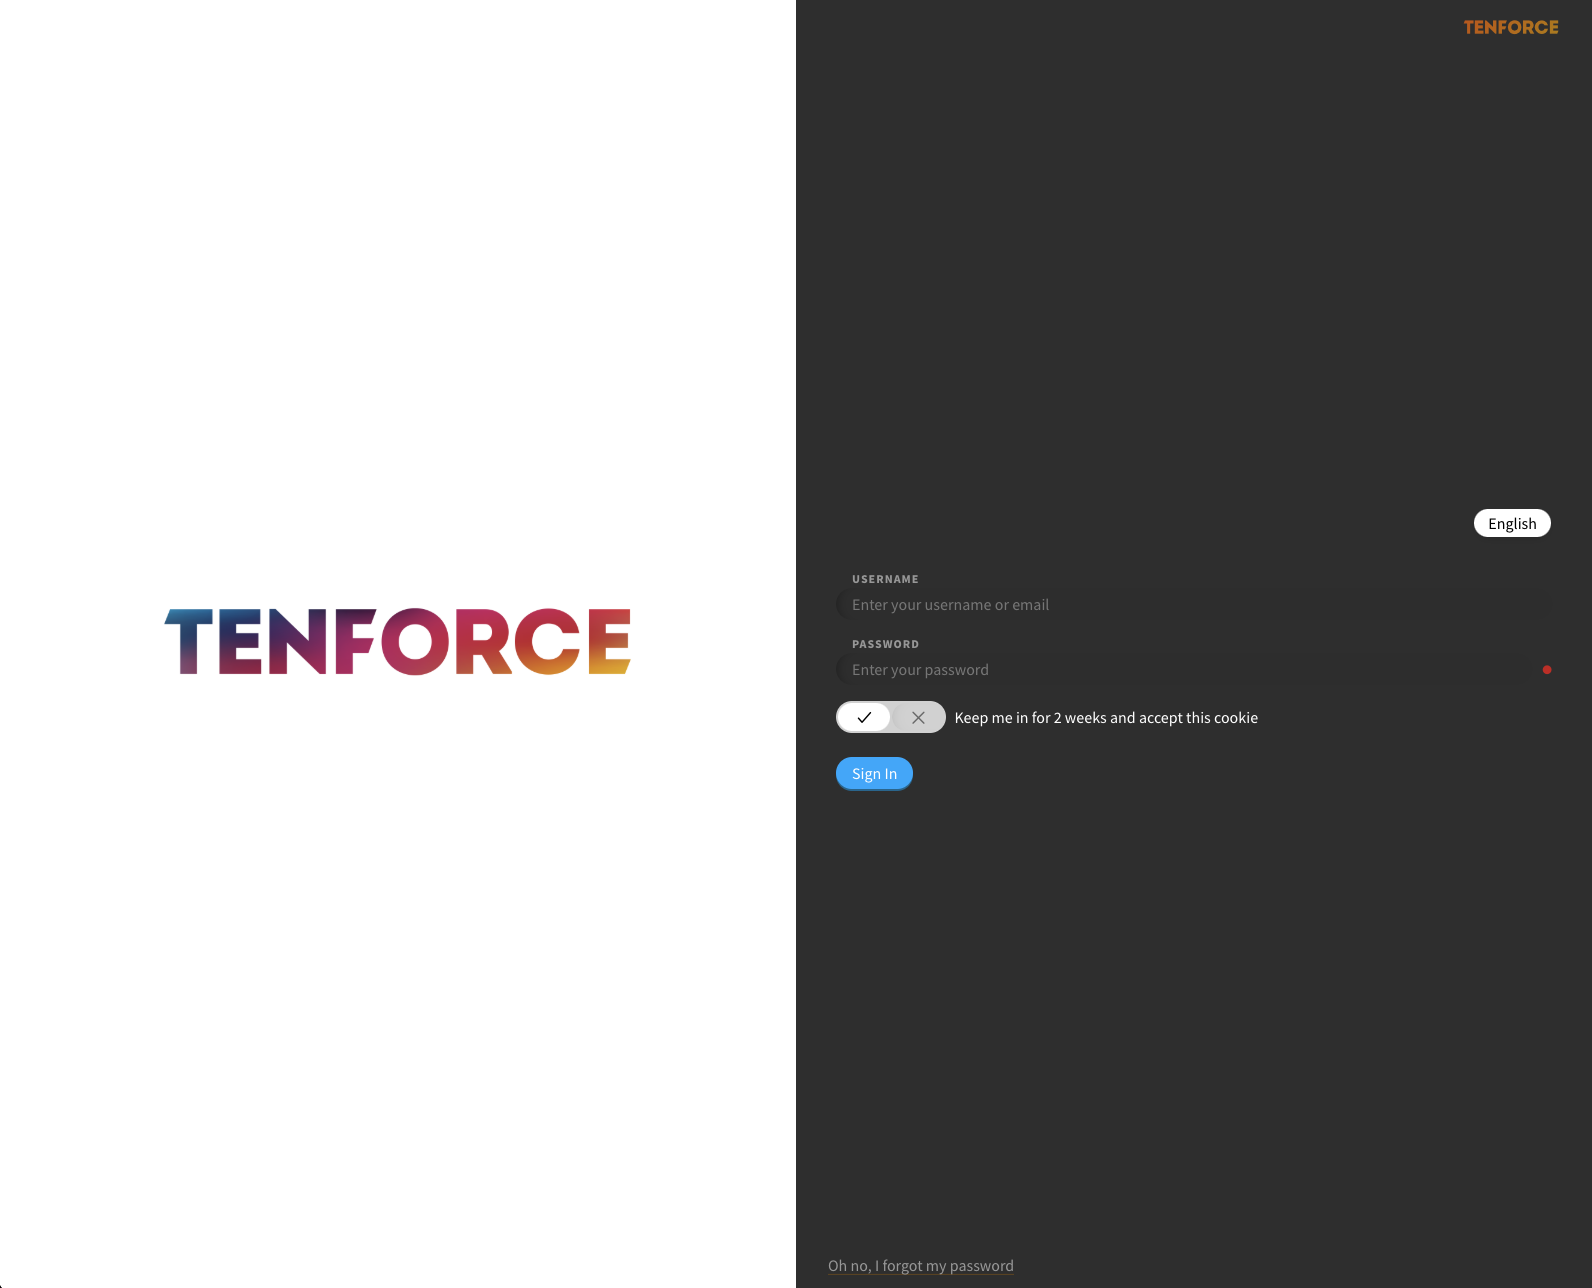 TENFORCE
TENFORCE
English
USERNAME
Enter your username or email
PASSWORD
Enter your password
Keep me in for 2 weeks and accept this cookie
Sign In
Oh no, I forgot my password